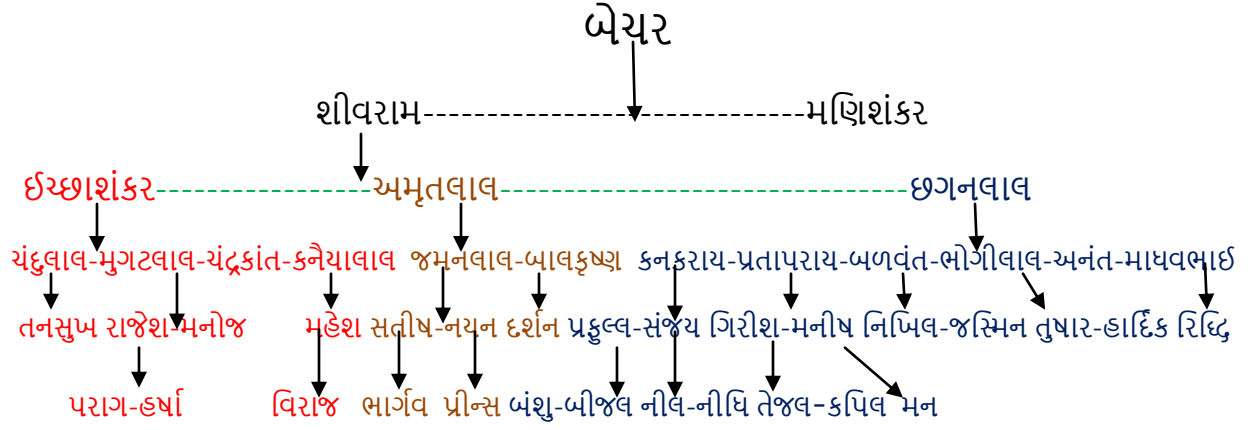 બેચર
શીવરામ-------------------------મણિશંકર
ઈચ્છાશંકર--------------અમૃતલાલ--------------------------છગનલાલ
ચંદુલાલ-મુગટલાલ-ચંદ્રકાંત-કનૈયાલાલ જમનલાલ-બાલકૃષ્ણ કનકરાય-પ્રતાપરાય-બળવંત-ભોગીલાલ-અનંત-માધવભાઈ
તનસુખ રાજેશ-મનોજ મહેશ સતીષ-નયન દર્શન પ્રફુલ્લ-સંજય ગિરીશ-મનીષ નિખિલ-જસ્મિન તુષાર-હાર્દિક રિધ્ધિ
પરાગ-હર્ષા વિરાજ ભાર્ગવ પ્રીન્સ બંશુ-બીજલ નીલ-નીધિ તેજલ-કપિલ મન